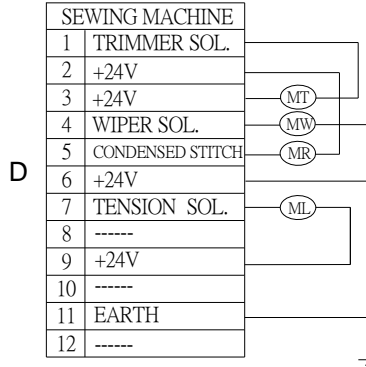 SEWING MACHINE
1 TRIMMER SOL.
2 +24V
3 +24V MT
4 WIPER SOL. MW
5 CONDENSED STITCH MR
D
6 +24V
7 TENSION SOL. ML
8 ------
9 +24V
10 ------
11 EARTH
12 ------